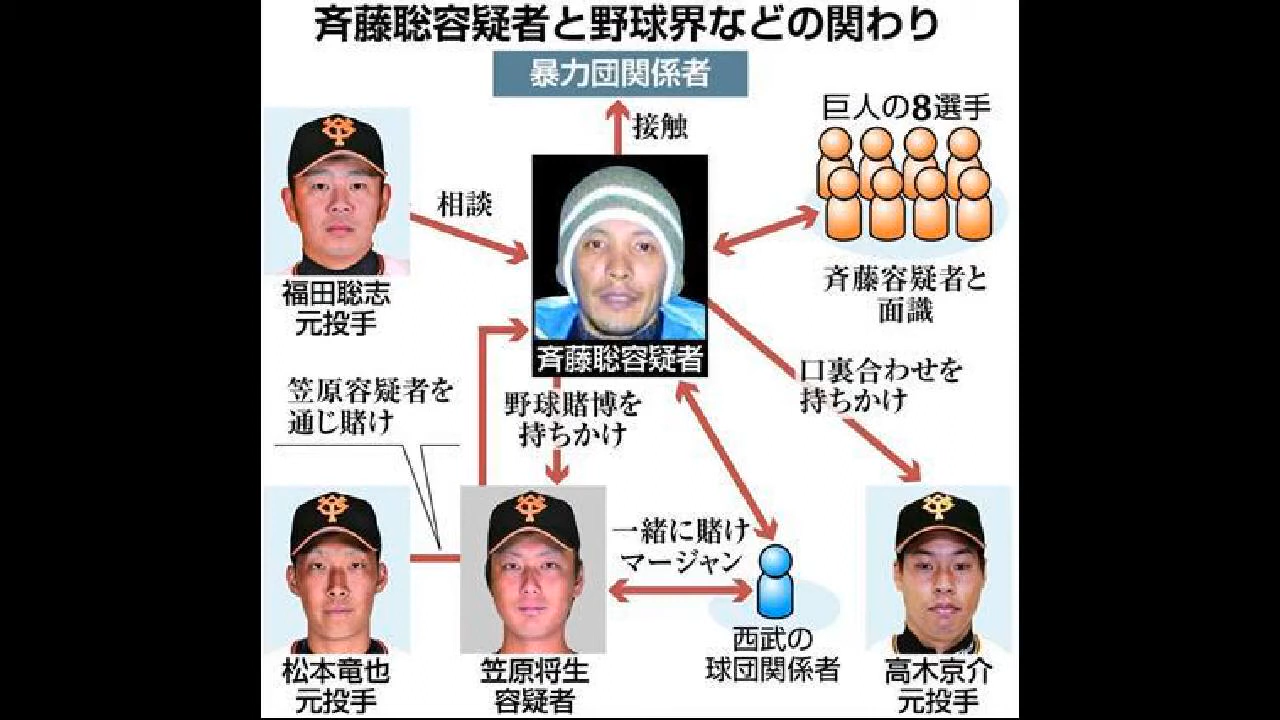 斉藤聡容疑者と野球界などの関わり
暴力団関係者
接触
巨人の8選手
相談
福田聡志
元投手
斉藤聡容疑者
斉藤容疑者と
面識
笠原容疑者を
通じ賭け
野球賭博を
持ちかけ
口裏合わせを
持ちかけ
一緒に賭け
マージャン
松本竜也
元投手
笠原将生
容疑者
西武の
球団関係者
高木京介
元投手